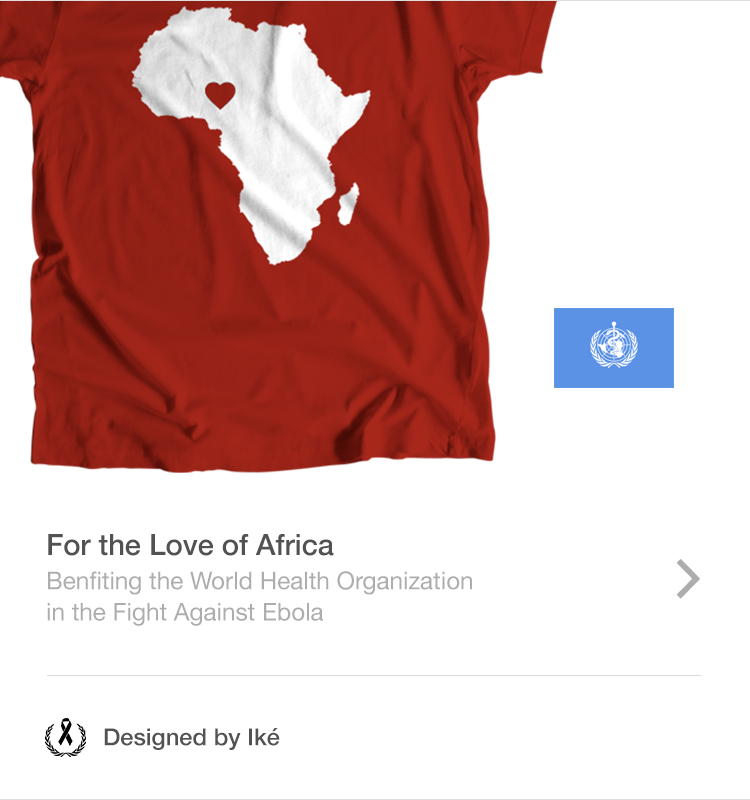 For the Love of Africa
Benfiting the World Health Organization
in the Fight Against Ebola
Designed by Iké